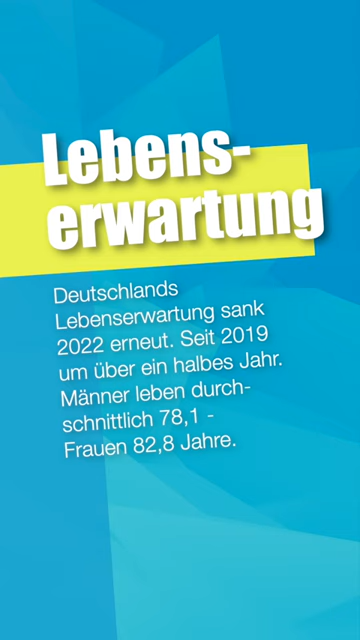 Lebens-
erwartung
Deutschlands
Lebenserwartung sank
2022 erneut. Seit 2019
um über ein halbes Jahr.
Männer leben durch-
schnittlich 78,1 -
Frauen 82,8 Jahre.